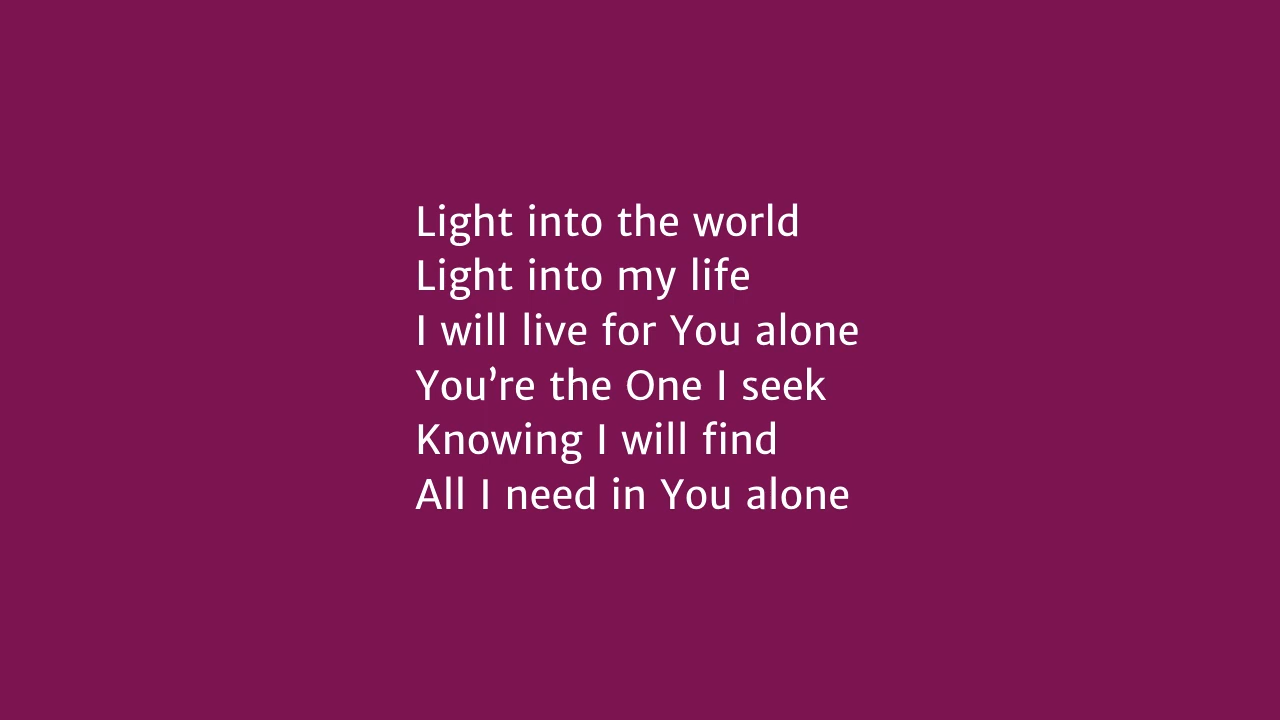 Light into the world
Light into my life
I will live for You alone
You’re the One I seek
Knowing I will find
All I need in You alone